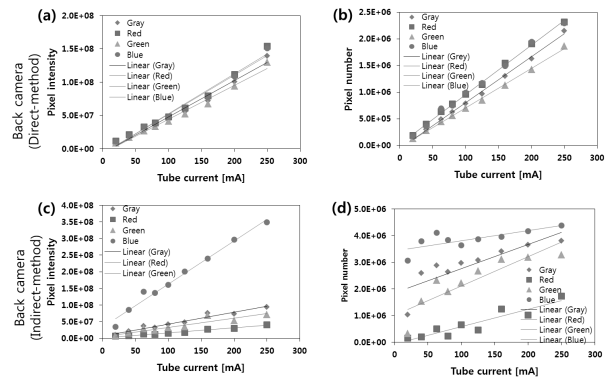 Back camera
(Direct-method)
(a)
Pixel intensity
1.5E+08
1.0E+08
5.0E+07
0.0E+00
0 50 100 150 200 250 300
Tube current [mA]
Gray
Red
Green
Blue
Linear (Gray)
Linear (Red)
Linear (Green)
Linear (Blue)
(b)
Pixel number
2.5E+06
2.0E+06
1.5E+06
1.0E+06
5.0E+05
0.0E+00
0 50 100 150 200 250 300
Tube current [mA]
Gray
Red
Green
Blue
Linear (Grey)
Linear (Red)
Linear (Green)
Linear (Blue)
Back camera
(Indirect-method)
(c)
Pixel intensity
4.0E+08
3.5E+08
3.0E+08
2.5E+08
2.0E+08
1.5E+08
1.0E+08
5.0E+07
0.0E+00
0 50 100 150 200 250 300
Tube current [mA]
Gray
Red
Green
Blue
Linear (Gray)
Linear (Red)
Linear (Green)
(d)
Pixel number
5.0E+06
4.0E+06
3.0E+06
2.0E+06
1.0E+06
0.0E+00
0 50 100 150 200 250 300
Tube current [mA]
Gray
Red
Green
Blue
Linear (Gray)
Linear (Red)
Linear (Green)
Linear (Blue)